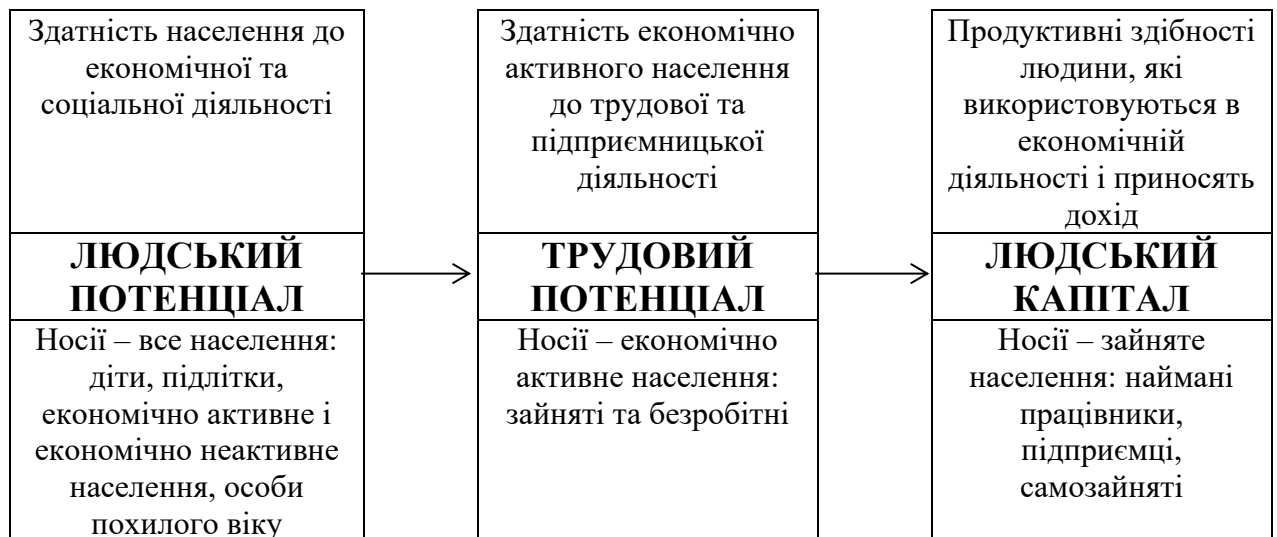 Здатність населення до
економічної та
соціальної діяльності
ЛЮДСЬКИЙ
ПОТЕНЦІАЛ
Носії – все населення:
діти, підлітки,
економічно активне і
економічно неактивне
населення, особи
похилого віку
Здатність економічно
активного населення
до трудової та
підприємницької
діяльності
ТРУДОВИЙ
ПОТЕНЦІАЛ
Носії – економічно
активне населення:
зайняті та безробітні
Продуктивні здібності
людини, які
використовуються в
економічній
діяльності і приносять
дохід
ЛЮДСЬКИЙ
КАПІТАЛ
Носії – зайняте
населення: наймані
працівники,
підприємці,
самозайняті